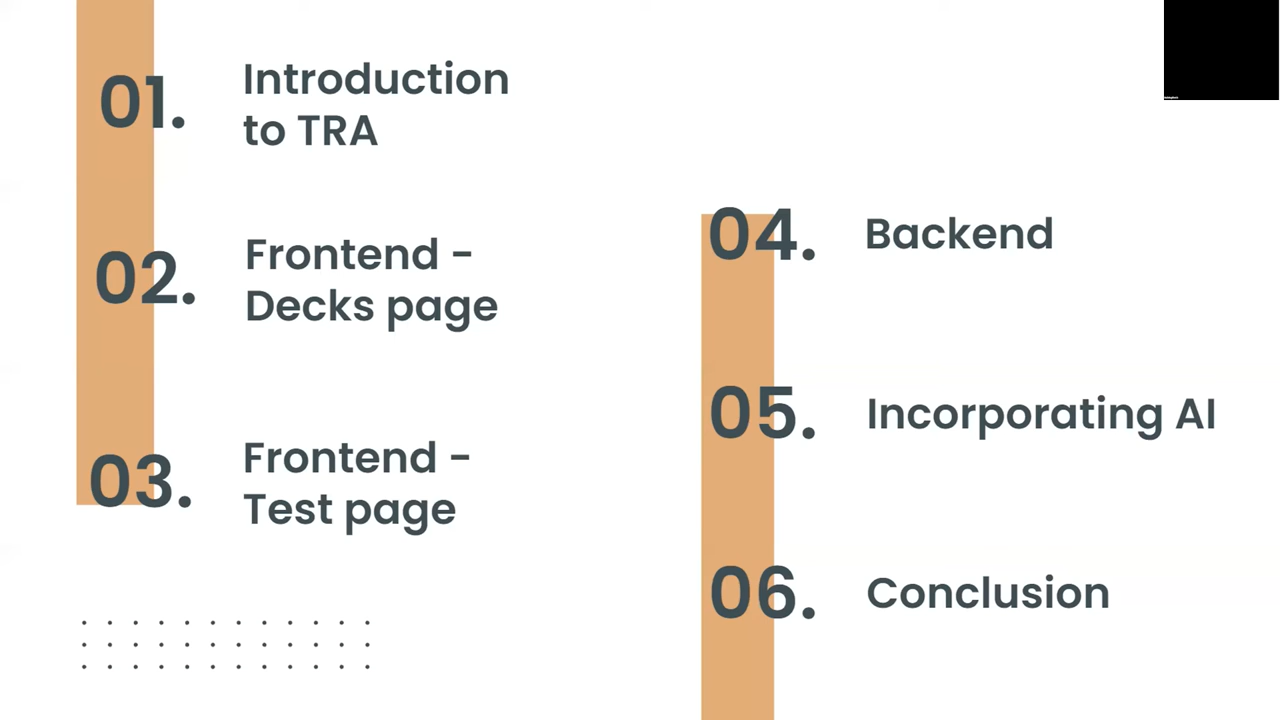 01.
Introduction
to TRA
02.
Frontend -
Decks page
03.
Frontend -
Test page
04.
Backend
05.
Incorporating AI
06.
Conclusion